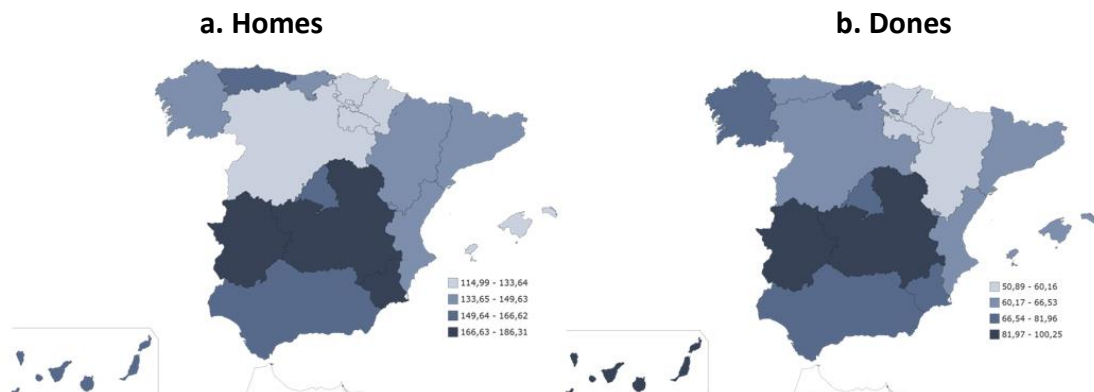 a. Homes
b. Dones
114,99 - 133,64
133,65 - 149,63
149,64 - 166,62
166,63 - 186,31
50,89 - 60,16
60,17 - 66,53
66,54 - 81,96
81,97 - 100,25